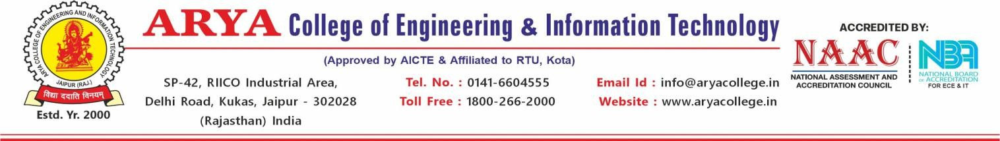 ARYA COLLEGE OF ENGINEERING AND INFORMATION TECHNOLOGY
JAIPUR (RAJ.)
विद्या ददाति विनयम्
Estd. Yr. 2000
ARYA College of Engineering & Information Technology
(Approved by AICTE & Affiliated to RTU, Kota)
SP-42, RIICO Industrial Area,
Delhi Road, Kukas, Jaipur - 302028
(Rajasthan) India
Tel. No. : 0141-6604555
Toll Free : 1800-266-2000
Email Id : info@aryacollege.in
Website : www.aryacollege.in
ACCREDITED BY:
NAAC
NATIONAL ASSESSMENT AND
ACCREDITATION COUNCIL
NBA
NATIONAL BOARD
OF ACCREDITATION
FOR ECE & IT